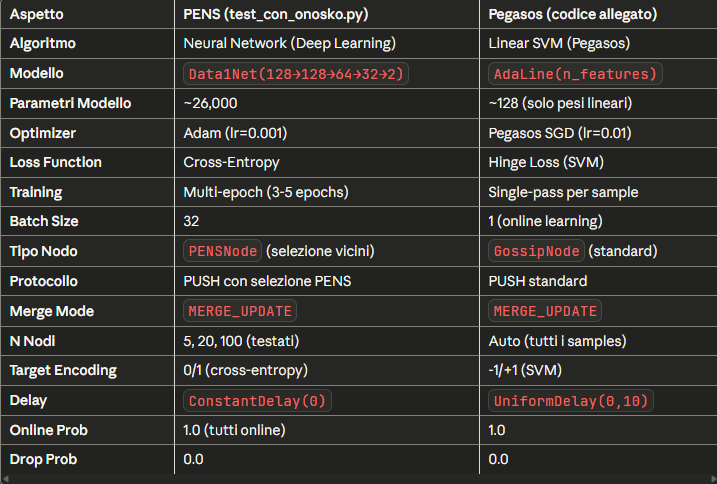 Aspetto PENS (test_con_onosko.py) Pegasos (codice allegato)
Algoritmo Neural Network (Deep Learning) Linear SVM (Pegasos)
Modello Data1Net(128→128→64→32→2) AdaLine(n_features)
Parametri Modello ~26,000 ~128 (solo pesi lineari)
Optimizer Adam (lr=0.001) Pegasos SGD (lr=0.01)
Loss Function Cross-Entropy Hinge Loss (SVM)
Training Multi-epoch (3-5 epochs) Single-pass per sample
Batch Size 32 1 (online learning)
Tipo Nodo PENSNode (selezione vicini) GossipNode (standard)
Protocollo PUSH con selezione PENS PUSH standard
Merge Mode MERGE_UPDATE MERGE_UPDATE
N Nodi 5, 20, 100 (testati) Auto (tutti i samples)
Target Encoding 0/1 (cross-entropy) -1/+1 (SVM)
Delay ConstantDelay(0) UniformDelay(0,10)
Online Prob 1.0 (tutti online) 1.0
Drop Prob 0.0 0.0